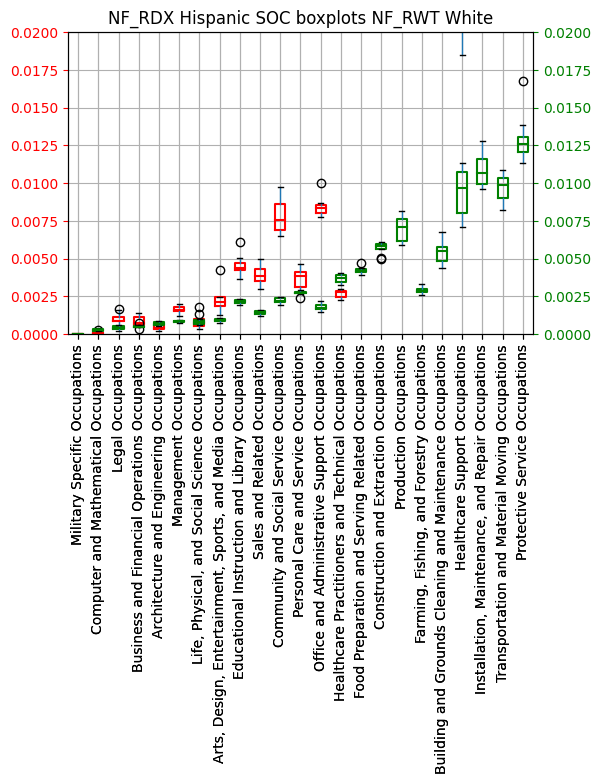 NF_RDX Hispanic SOC boxplots NF_RWT White
0.0200 0.0200
0.0175 0.0175
0.0150 0.0150
0.0125 0.0125
0.0100 0.0100
0.0075 0.0075
0.0050 0.0050
0.0025 0.0025
0.0000 0.0000
Military Specific Occupations
Computer and Mathematical Occupations
Legal Occupations
Business and Financial Operations Occupations
Architecture and Engineering Occupations
Management Occupations
Life, Physical, and Social Science Occupations
Arts, Design, Entertainment, Sports, and Media Occupations
Educational Instruction and Library Occupations
Sales and Related Occupations
Community and Social Service Occupations
Personal Care and Service Occupations
Office and Administrative Support Occupations
Healthcare Practitioners and Technical Occupations
Food Preparation and Serving Related Occupations
Construction and Extraction Occupations
Production Occupations
Farming, Fishing, and Forestry Occupations
Building and Grounds Cleaning and Maintenance Occupations
Healthcare Support Occupations
Installation, Maintenance, and Repair Occupations
Transportation and Material Moving Occupations
Protective Service Occupations